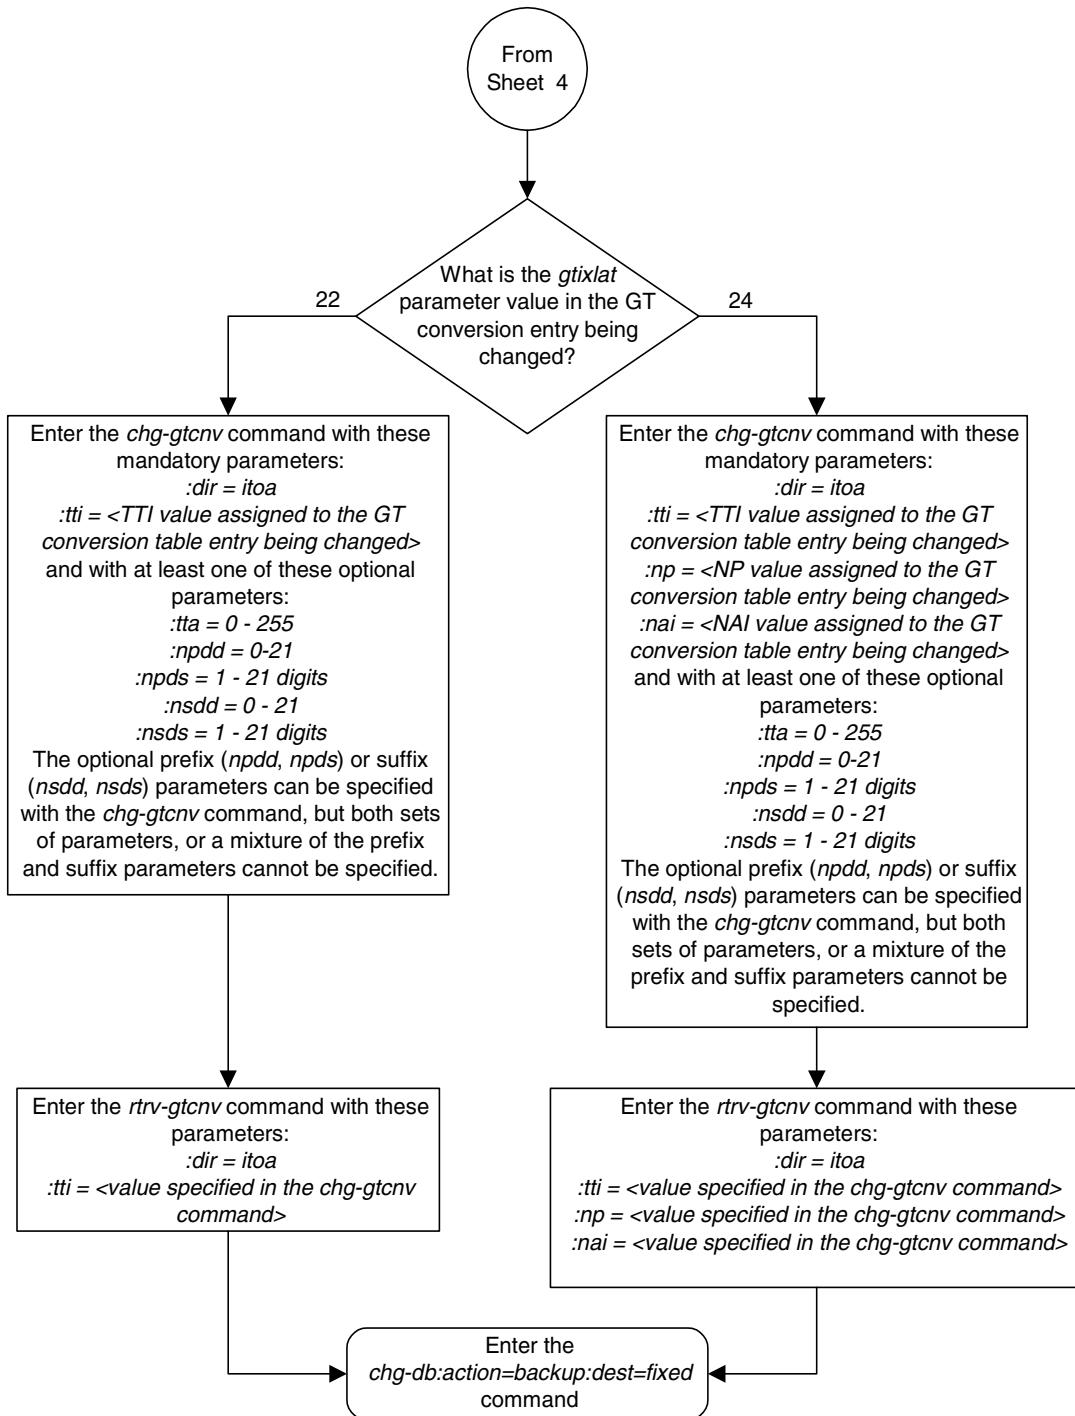 From
Sheet 4
What is the gtixlat
parameter value in the GT
conversion entry being
changed?
22
24
Enter the chg-gtcnv command with these
mandatory parameters:
:dir = itoa
:tti = <TTI value assigned to the GT
conversion table entry being changed>
and with at least one of these optional
parameters:
:tta = 0 - 255
:npdd = 0-21
:npds = 1 - 21 digits
:nsdd = 0 - 21
:nsds = 1 - 21 digits
The optional prefix (npdd, npds) or suffix
(nsdd, nsds) parameters can be specified
with the chg-gtcnv command, but both sets
of parameters, or a mixture of the prefix
and suffix parameters cannot be specified.
Enter the chg-gtcnv command with these
mandatory parameters:
:dir = itoa
:tti = <TTI value assigned to the GT
conversion table entry being changed>
:np = <NP value assigned to the GT
conversion table entry being changed>
:nai = <NAI value assigned to the GT
conversion table entry being changed>
and with at least one of these optional
parameters:
:tta = 0 - 255
:npdd = 0-21
:npds = 1 - 21 digits
:nsdd = 0 - 21
:nsds = 1 - 21 digits
The optional prefix (npdd, npds) or suffix
(nsdd, nsds) parameters can be specified
with the chg-gtcnv command, but both
sets of parameters, or a mixture of the
prefix and suffix parameters cannot be
specified.
Enter the rtrv-gtcnv command with these
parameters:
:dir = itoa
:tti = <value specified in the chg-gtcnv
command>
Enter the rtrv-gtcnv command with these
parameters:
:dir = itoa
:tti = <value specified in the chg-gtcnv command>
:np = <value specified in the chg-gtcnv command>
:nai = <value specified in the chg-gtcnv command>
Enter the
chg-db:action=backup:dest=fixed
command